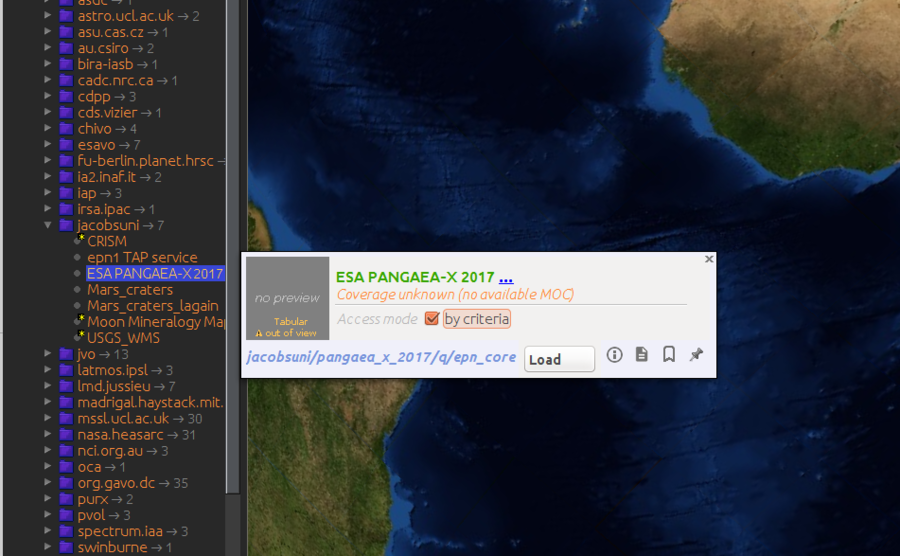 asdc → 1
astro.ucl.ac.uk → 2
asu.cas.cz → 1
au.csiro → 2
bira-iasb → 1
cadc.nrc.ca → 1
cdpp → 3
cds.vizier → 1
chivo → 4
esavo → 7
fu-berlin.planet.hrsc →
ia2.inaf.it → 2
iap → 3
irsa.ipac → 1
jacobsuni → 7
CRISM
epn1 TAP service
ESA PANGAEA-X 2017
Mars_craters
Mars_craters_lagain
Moon Mineralogy Map
USGS_WMS
jvo → 13
latmos.ipsl → 3
lmd.jussieu → 7
madrigal.haystack.mit.
mssl.ucl.ac.uk → 30
nasa.heasarc → 31
nci.org.au → 3
oca → 1
org.gavo.dc → 35
purx → 2
pvol → 3
spectrum.iaa → 3
swinburne → 1
no preview
Tabular
⚠ out of view
ESA PANGAEA-X 2017 ...
Coverage unknown (no available MOC)
Access mode by criteria
jacobsuni/pangaea_x_2017/q/epn_core Load